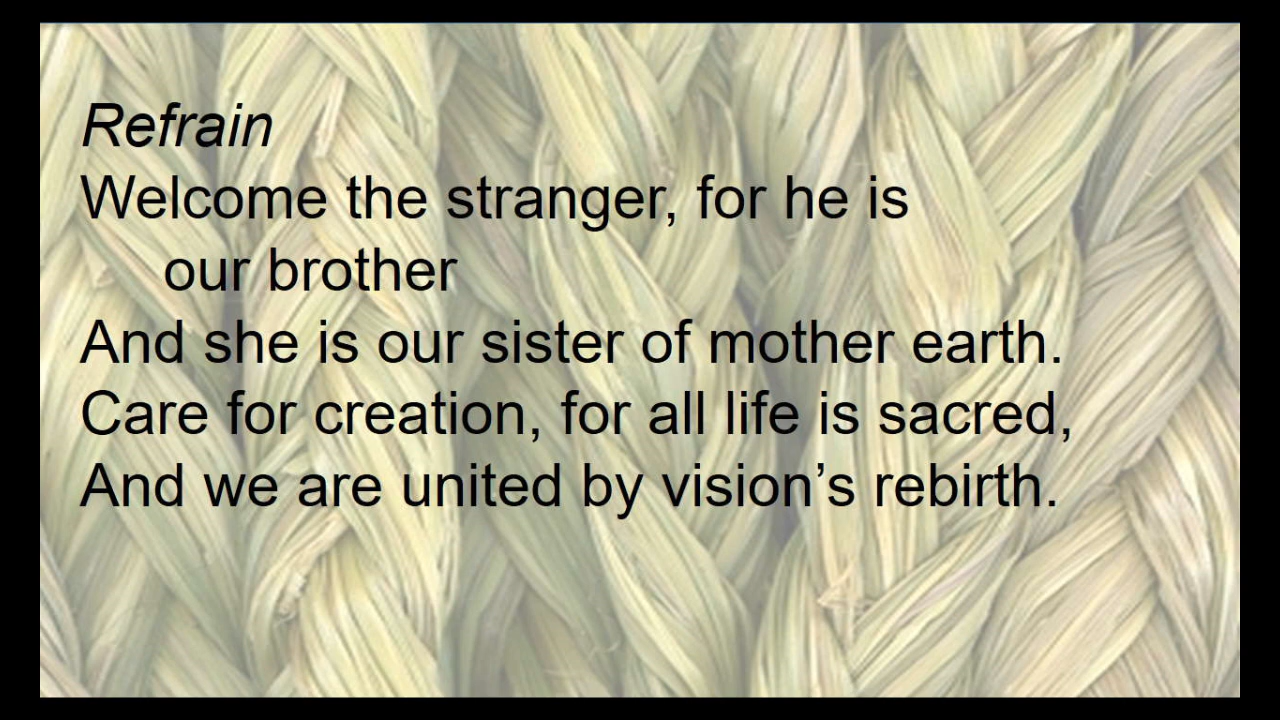 Refrain
Welcome the stranger, for he is
our brother
And she is our sister of mother earth.
Care for creation, for all life is sacred,
And we are united by vision’s rebirth.